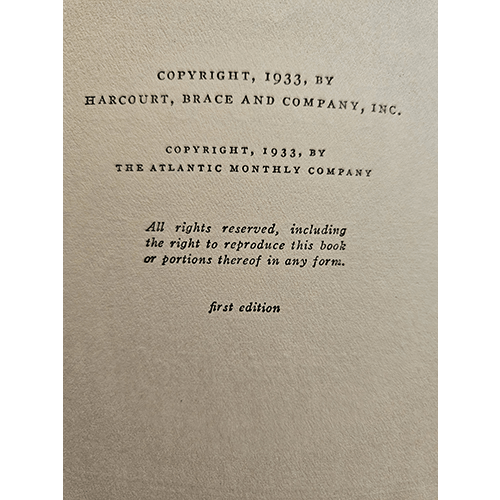 COPYRIGHT, 1933, BY
HARCOURT, BRACE AND COMPANY, INC.
COPYRIGHT, 1933, BY
THE ATLANTIC MONTHLY COMPANY
All rights reserved, including
the right to reproduce this book
or portions thereof in any form.
first edition